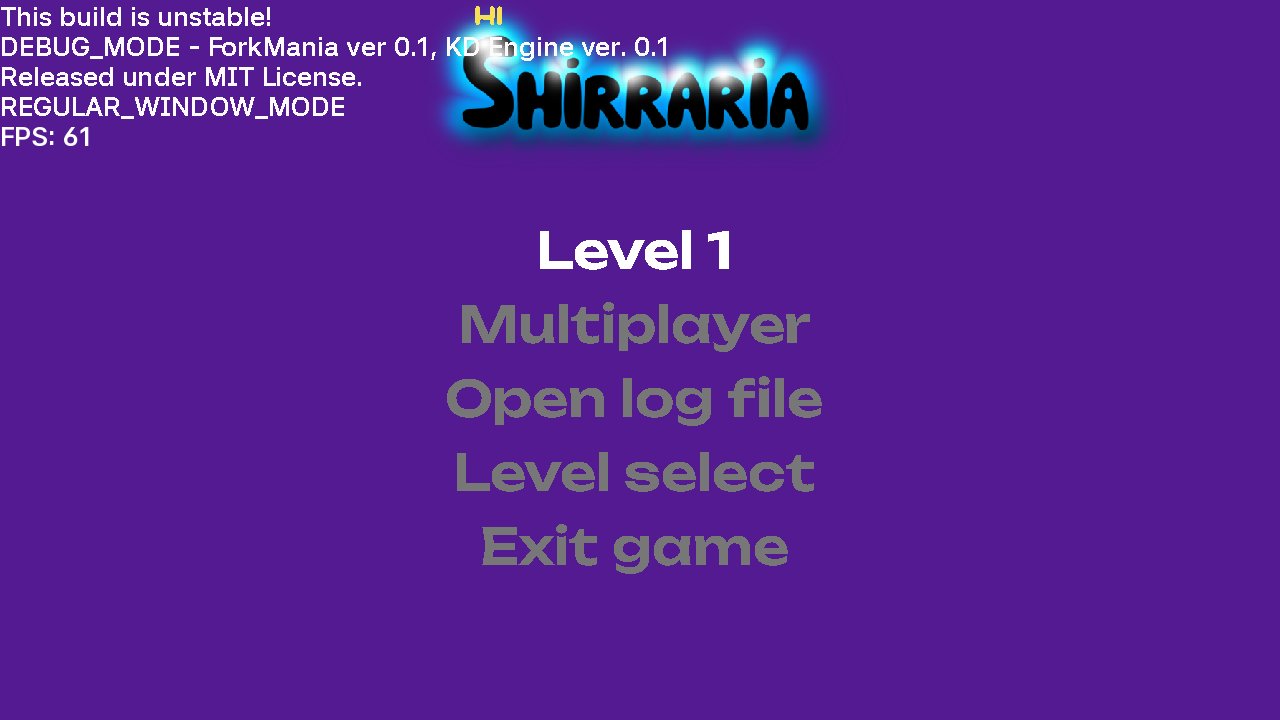 This build is unstable!
HI
DEBUG_MODE - ForkMania ver 0.1, KD Engine ver. 0.1
Released under MIT License.
REGULAR_WINDOW_MODE
FPS: 61
SHIRRARIA
Level 1
Multiplayer
Open log file
Level select
Exit game